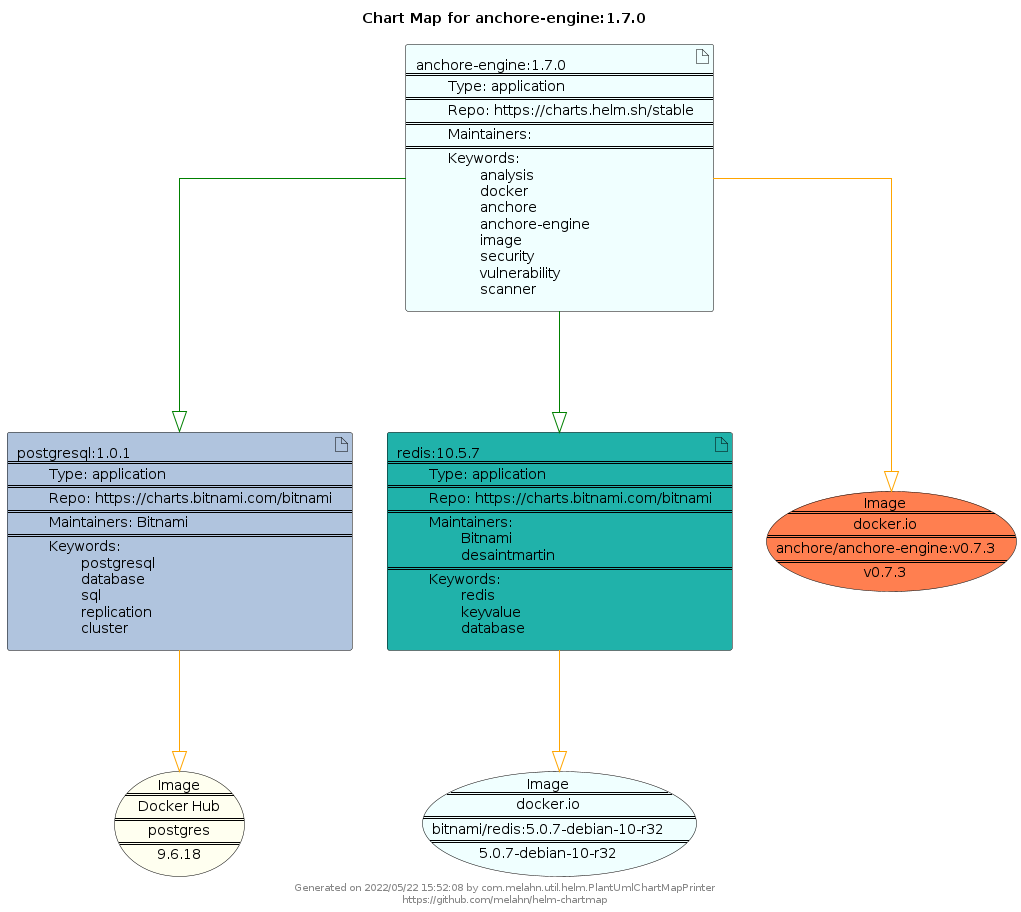 Chart Map for anchore-engine:1.7.0
anchore-engine:1.7.0
Type: application
Repo: https://charts.helm.sh/stable
Maintainers:
Keywords:
analysis
docker
anchore
anchore-engine
image
security
vulnerability
scanner
postgresql:1.0.1
Type: application
Repo: https://charts.bitnami.com/bitnami
Maintainers: Bitnami
Keywords:
postgresql
database
sql
replication
cluster
redis:10.5.7
Type: application
Repo: https://charts.bitnami.com/bitnami
Maintainers:
Bitnami
desaintmartin
Keywords:
redis
keyvalue
database
Image
docker.io
anchore/anchore-engine:v0.7.3
v0.7.3
Image
Docker Hub
postgres
9.6.18
Image
docker.io
bitnami/redis:5.0.7-debian-10-r32
5.0.7-debian-10-r32
Generated on 2022/05/22 15:52:08 by com.melahn.util.helm.PlantUmlChartMapPrinter
https://github.com/melahn/helm-chartmap